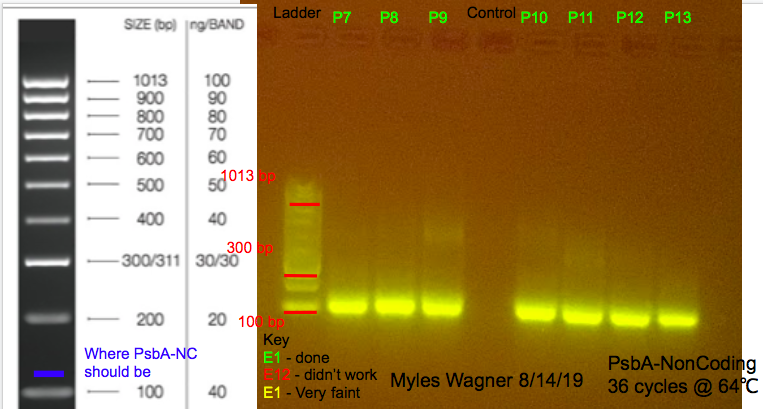 SIZE (bp) ng/BAND
1013 100
900 90
800 80
700 70
600 60
500 50
400 40
300/311 30/30
200 20
100 40
Where PsbA-NC
should be
Ladder P7 P8 P9 Control P10 P11 P12 P13
1013 bp
300 bp
100 bp
Key
E1 - done
E12 - didn't work
E1 - Very faint
Myles Wagner 8/14/19
PsbA-NonCoding
36 cycles @ 64℃